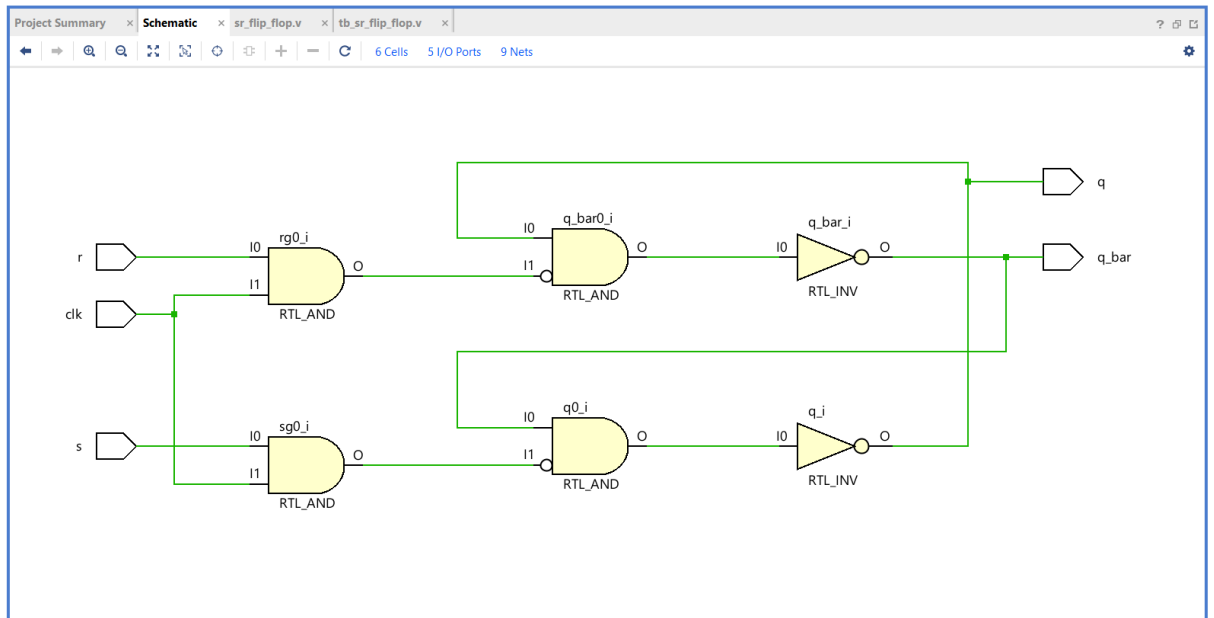 Project Summary × Schematic × sr_flip_flop.v × tb_sr_flip_flop.v × ?
6 Cells 5 I/O Ports 9 Nets
q
q_bar0_i
q_bar_i
I0
rg0_i
I0
O
I0
O
q_bar
r
O
I1
I1
RTL_AND
RTL_INV
clk
RTL_AND
q0_i
q_i
I0
sg0_i
I0
O
I0
O
s
O
I1
I1
RTL_AND
RTL_INV
RTL_AND